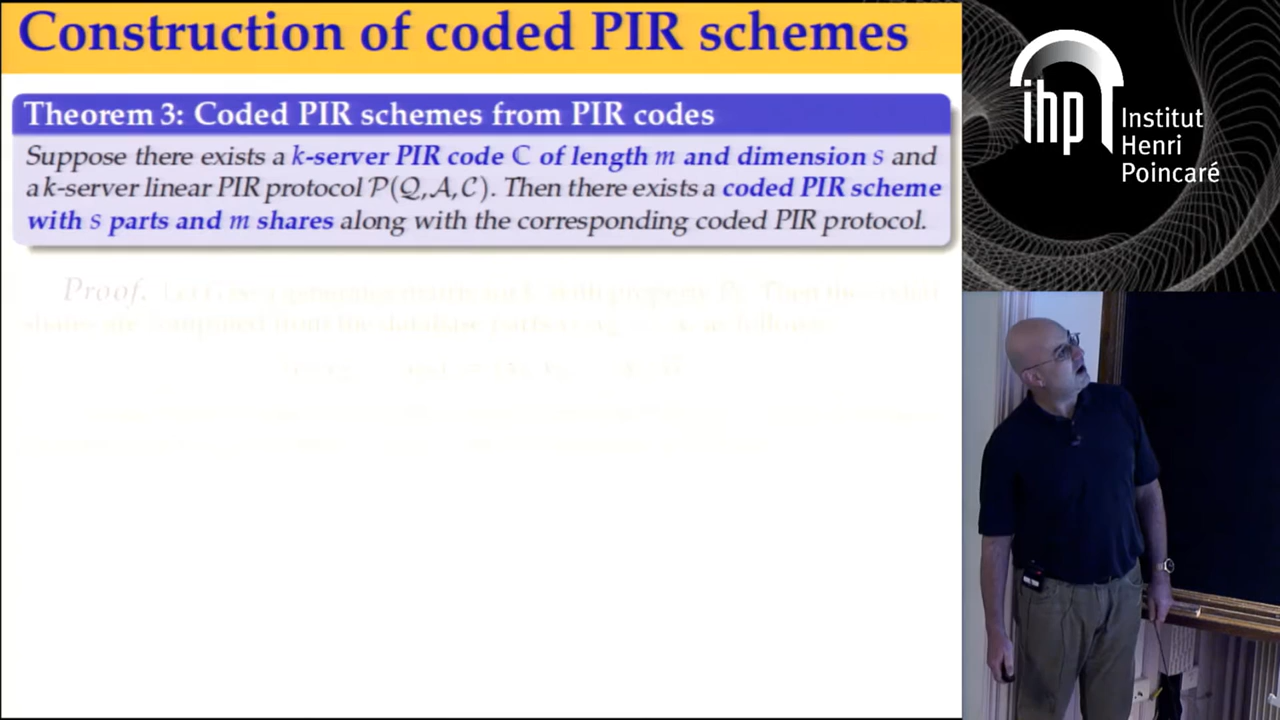 Construction of coded PIR schemes
Theorem 3: Coded PIR schemes from PIR codes
Suppose there exists a k-server PIR code ℂ of length m and dimension s and
a k-server linear PIR protocol 𝒫(𝒬,𝒜,𝒞). Then there exists a coded PIR scheme
with s parts and m shares along with the corresponding coded PIR protocol.
Proof.
ihp
Institut
Henri
Poincaré